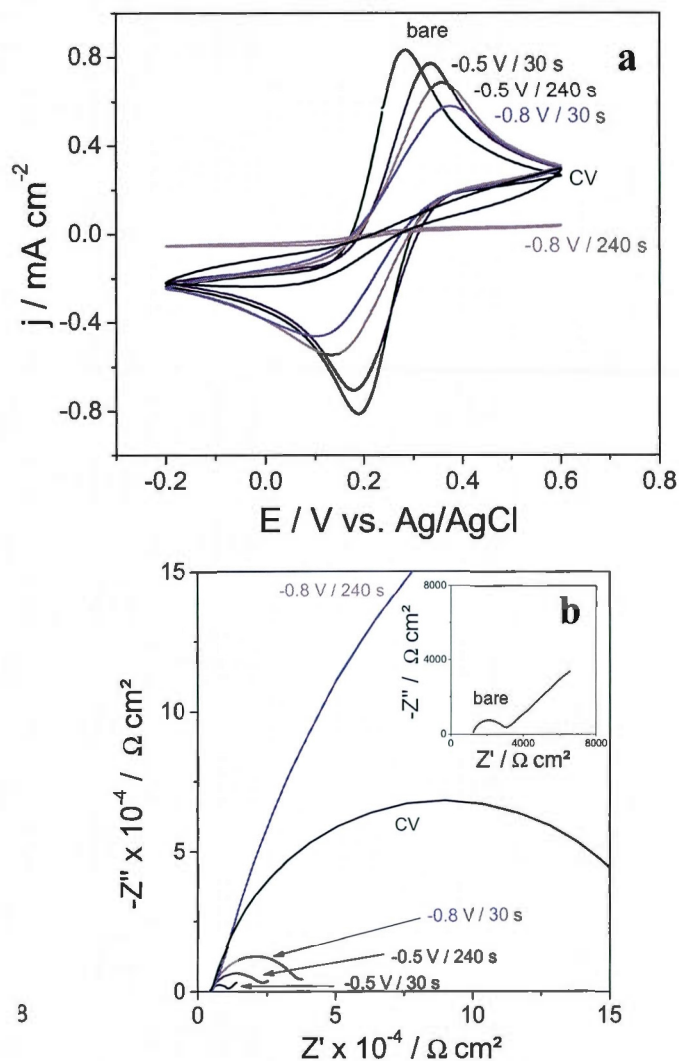 a
bare
-0.5 V / 30 s
-0.5 V / 240 s
-0.8 V / 30 s
CV
-0.8 V / 240 s
0.8
0.4
0.0
-0.4
-0.8
j / mA cm-2
-0.2 0.0 0.2 0.4 0.6 0.8
E / V vs. Ag/AgCl
b
15
10
5
0
-Z'' x 10-4 / Ω cm²
-0.8 V / 240 s
8000
4000
0
-Z'' / Ω cm²
bare
0 4000 8000
Z' / Ω cm²
CV
-0.8 V / 30 s
-0.5 V / 240 s
-0.5 V / 30 s
0 5 10 15
Z' x 10-4 / Ω cm²